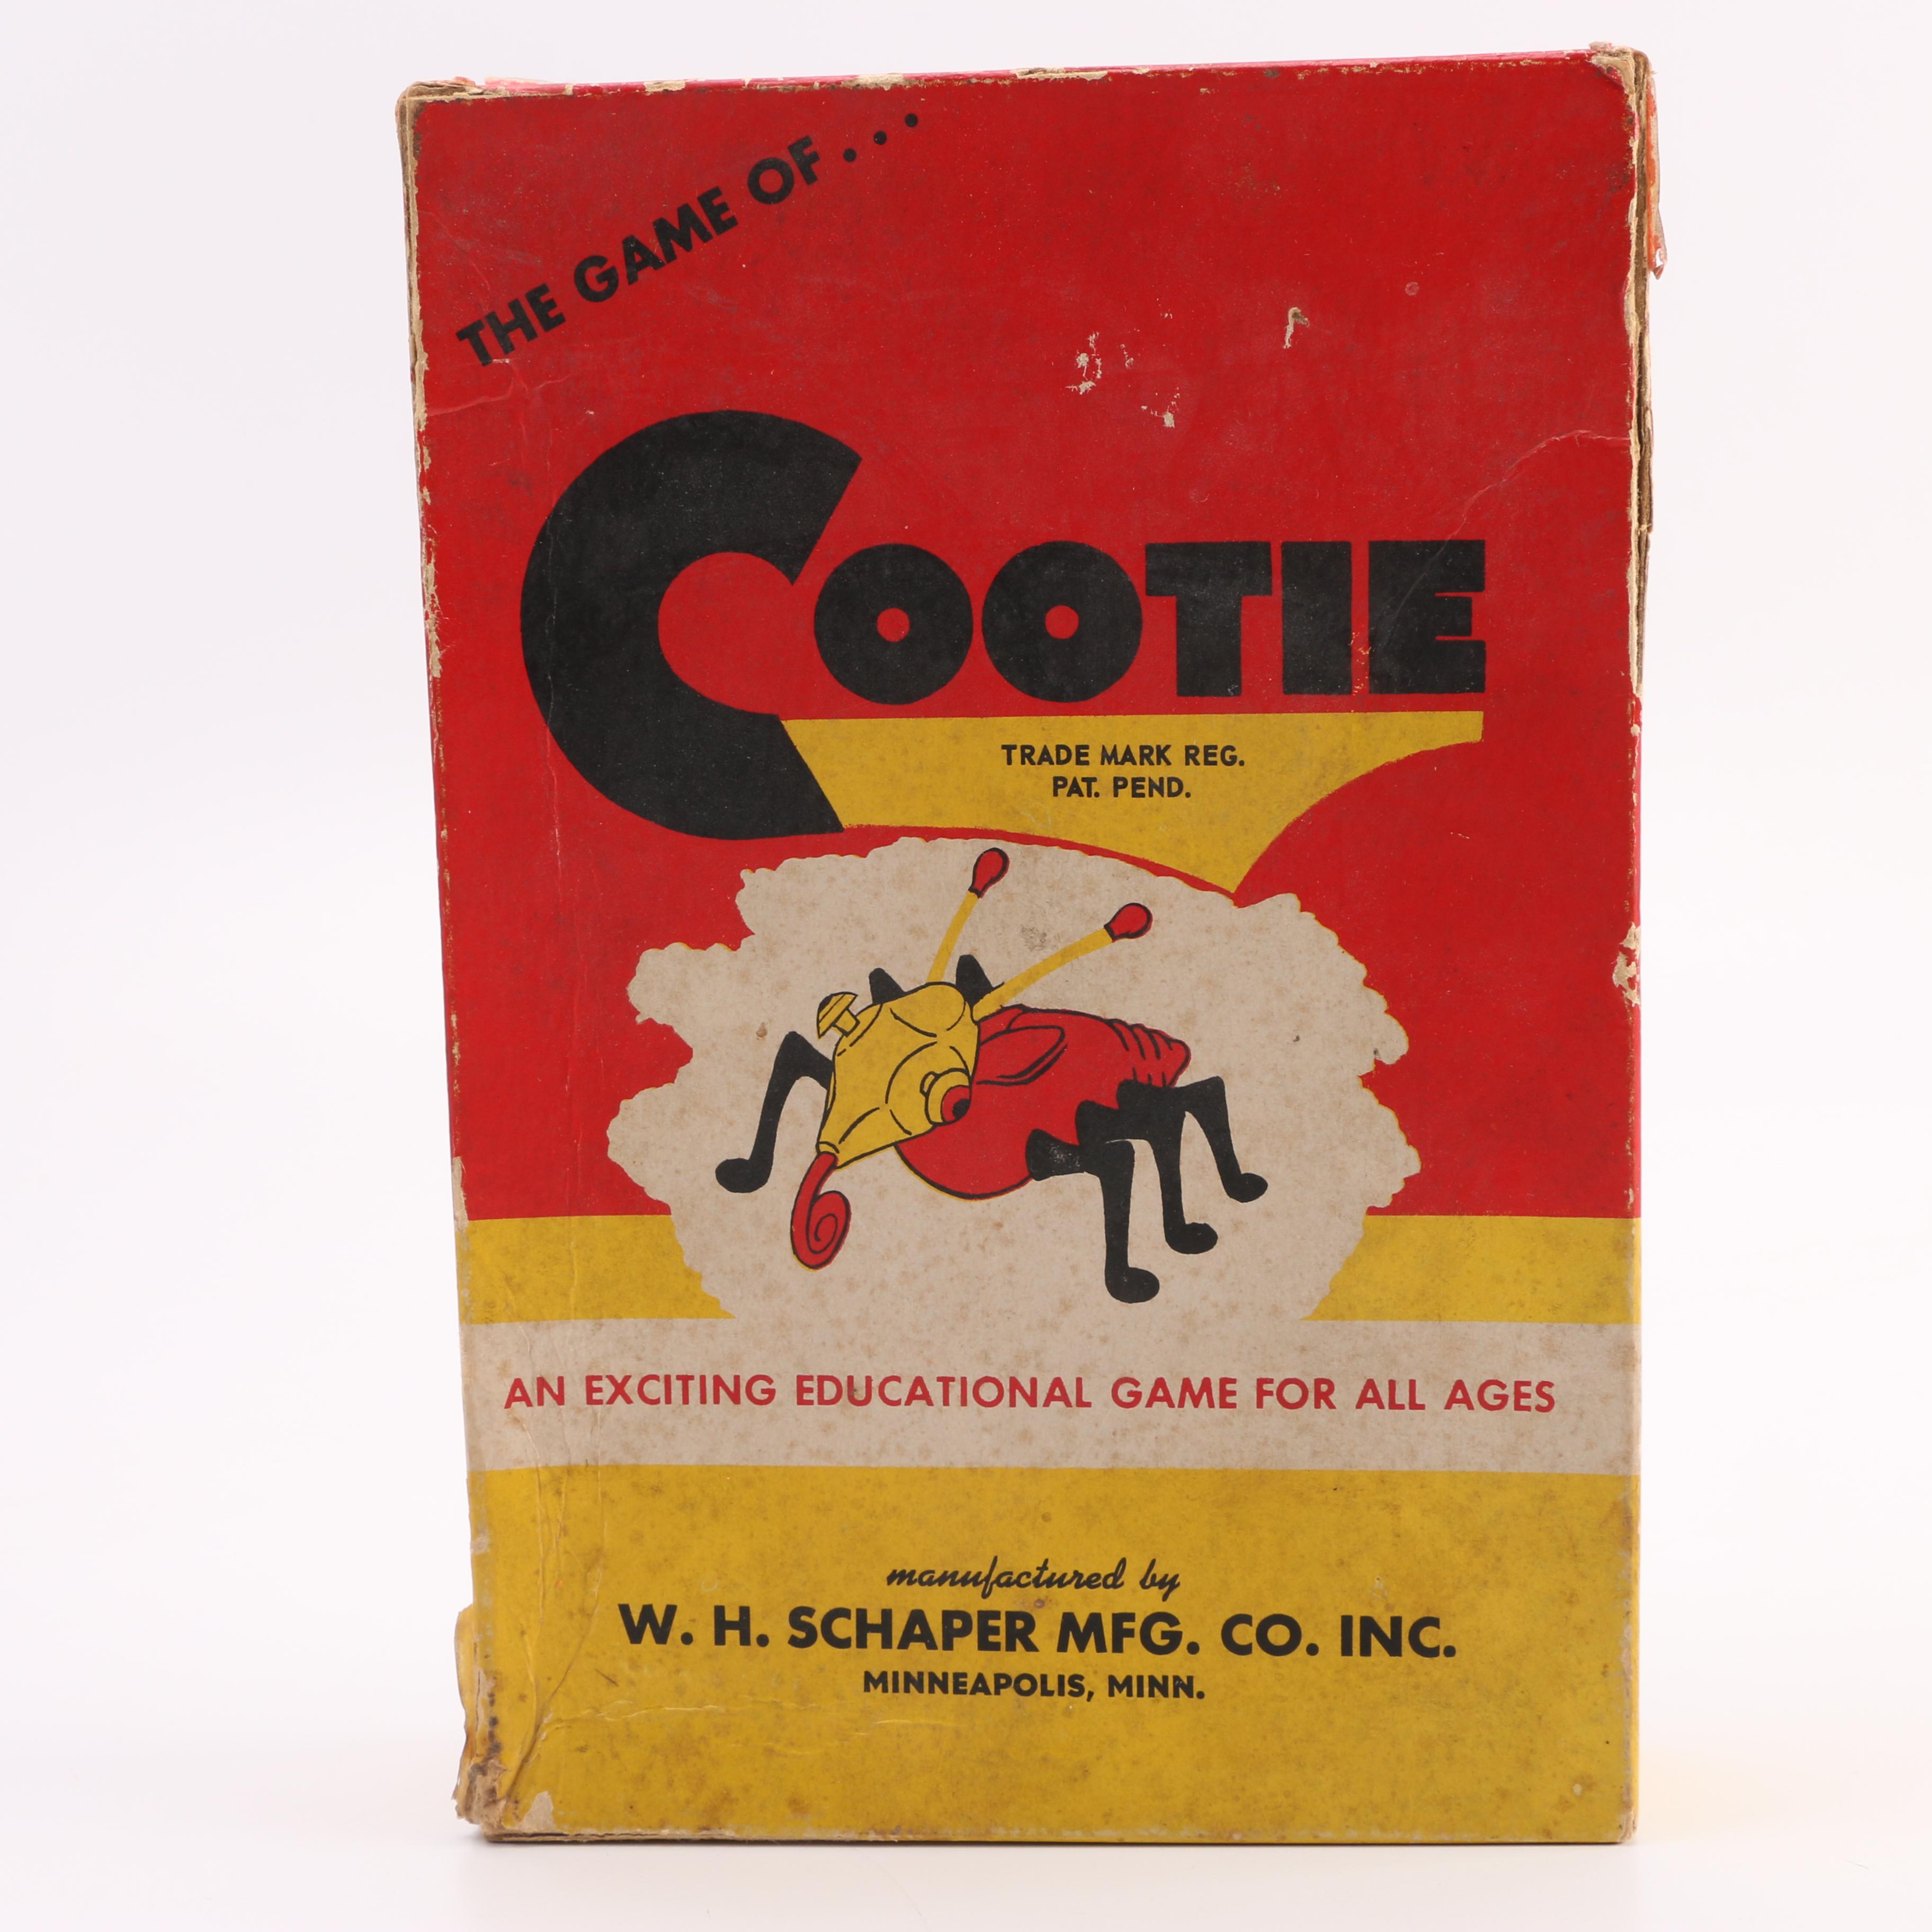 THE GAME OF...
COOTIE
TRADE MARK REG.
PAT. PEND.
AN EXCITING EDUCATIONAL GAME FOR ALL AGES
manufactured by
W. H. SCHAPER MFG. CO. INC.
MINNEAPOLIS, MINN.